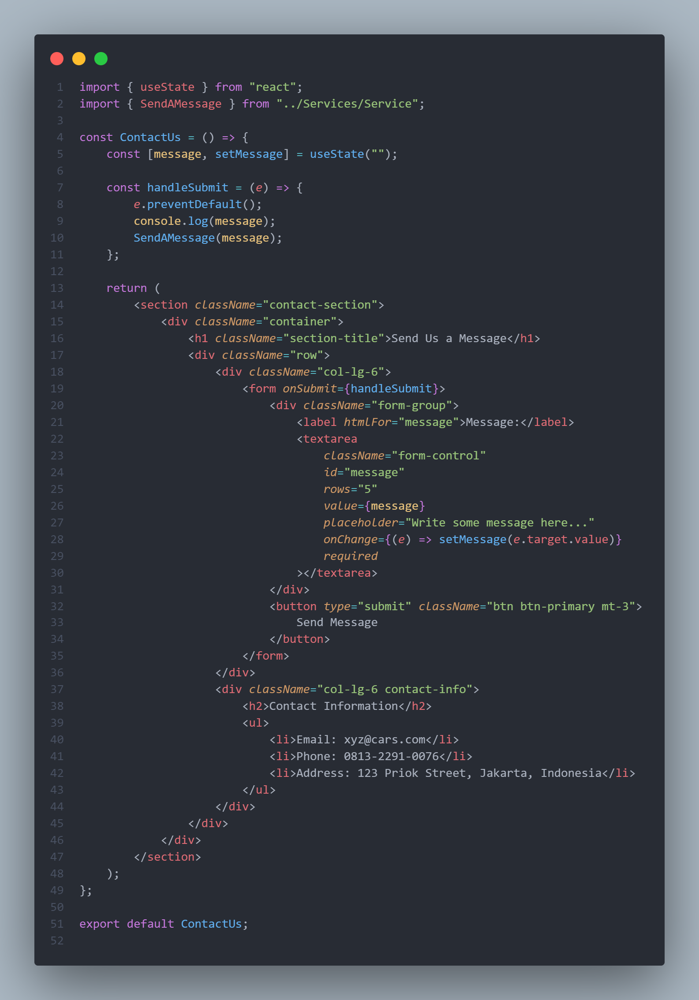 1 import { useState } from "react";
2 import { SendAMessage } from "../Services/Service";
3
4 const ContactUs = () => {
5     const [message, setMessage] = useState("");
6
7     const handleSubmit = (e) => {
8         e.preventDefault();
9         console.log(message);
10         SendAMessage(message);
11     };
12
13     return (
14         <section className="contact-section">
15             <div className="container">
16                 <h1 className="section-title">Send Us a Message</h1>
17                 <div className="row">
18                     <div className="col-lg-6">
19                         <form onSubmit={handleSubmit}>
20                             <div className="form-group">
21                                 <label htmlFor="message">Message:</label>
22                                 <textarea
23                                     className="form-control"
24                                     id="message"
25                                     rows="5"
26                                     value={message}
27                                     placeholder="Write some message here..."
28                                     onChange={(e) => setMessage(e.target.value)}
29                                     required
30                                 ></textarea>
31                             </div>
32                             <button type="submit" className="btn btn-primary mt-3">
33                                 Send Message
34                             </button>
35                         </form>
36                     </div>
37                     <div className="col-lg-6 contact-info">
38                         <h2>Contact Information</h2>
39                         <ul>
40                             <li>Email: xyz@cars.com</li>
41                             <li>Phone: 0813-2291-0076</li>
42                             <li>Address: 123 Priok Street, Jakarta, Indonesia</li>
43                         </ul>
44                     </div>
45                 </div>
46             </div>
47         </section>
48     );
49 };
50
51 export default ContactUs;
52